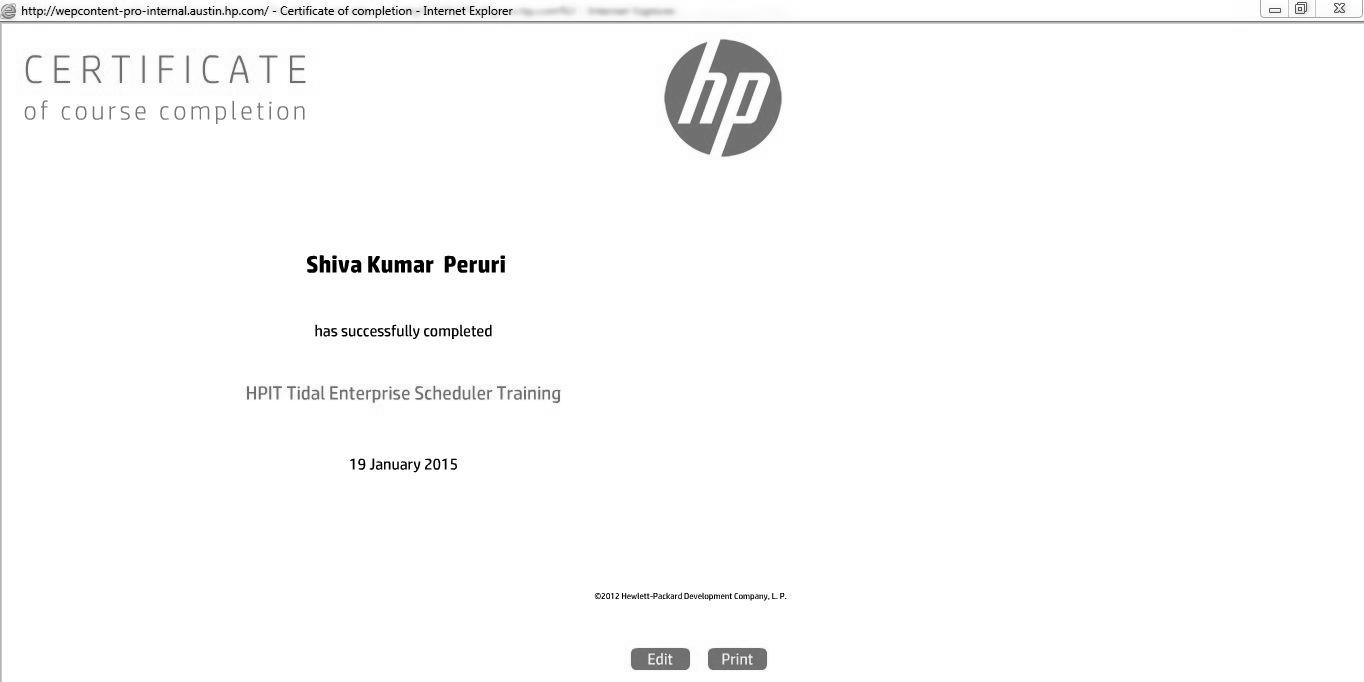 http://wepcontent-pro-internal.austin.hp.com/ - Certificate of completion - Internet Explorer
CERTIFICATE
of course completion
hp
Shiva Kumar Peruri
has successfully completed
HPIT Tidal Enterprise Scheduler Training
19 January 2015
©2012 Hewlett-Packard Development Company, L. P.
Edit Print